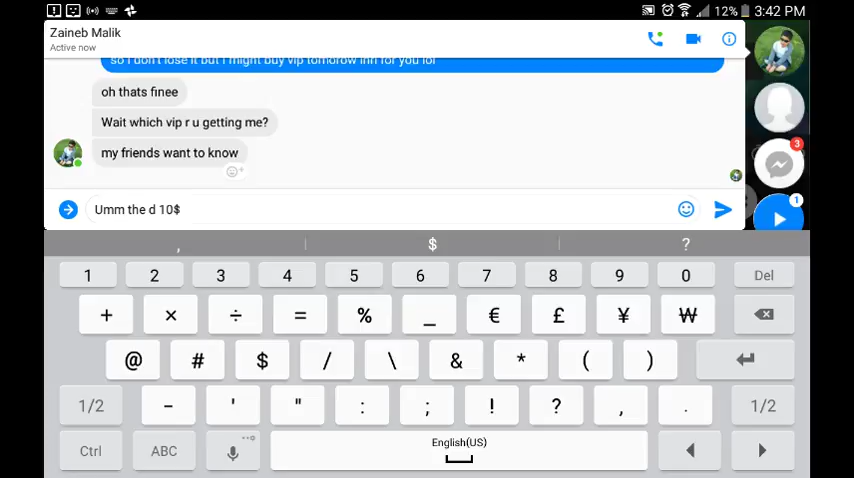 12% 3:42 PM
Zaineb Malik
Active now
so I don't lose it but I might buy vip tomorow inrl for you lol
oh thats finee
Wait which vip r u getting me?
my friends want to know
3
Umm the d 10$
1
, $ ?
1 2 3 4 5 6 7 8 9 0 Del
+ × ÷ = % _ € £ ¥ ₩
@ # $ / \ & * ( )
1/2 - ' " : ; ! ? , . 1/2
Ctrl ABC English(US)